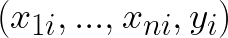 (x_{1i}, ..., x_{ni}, y_i)